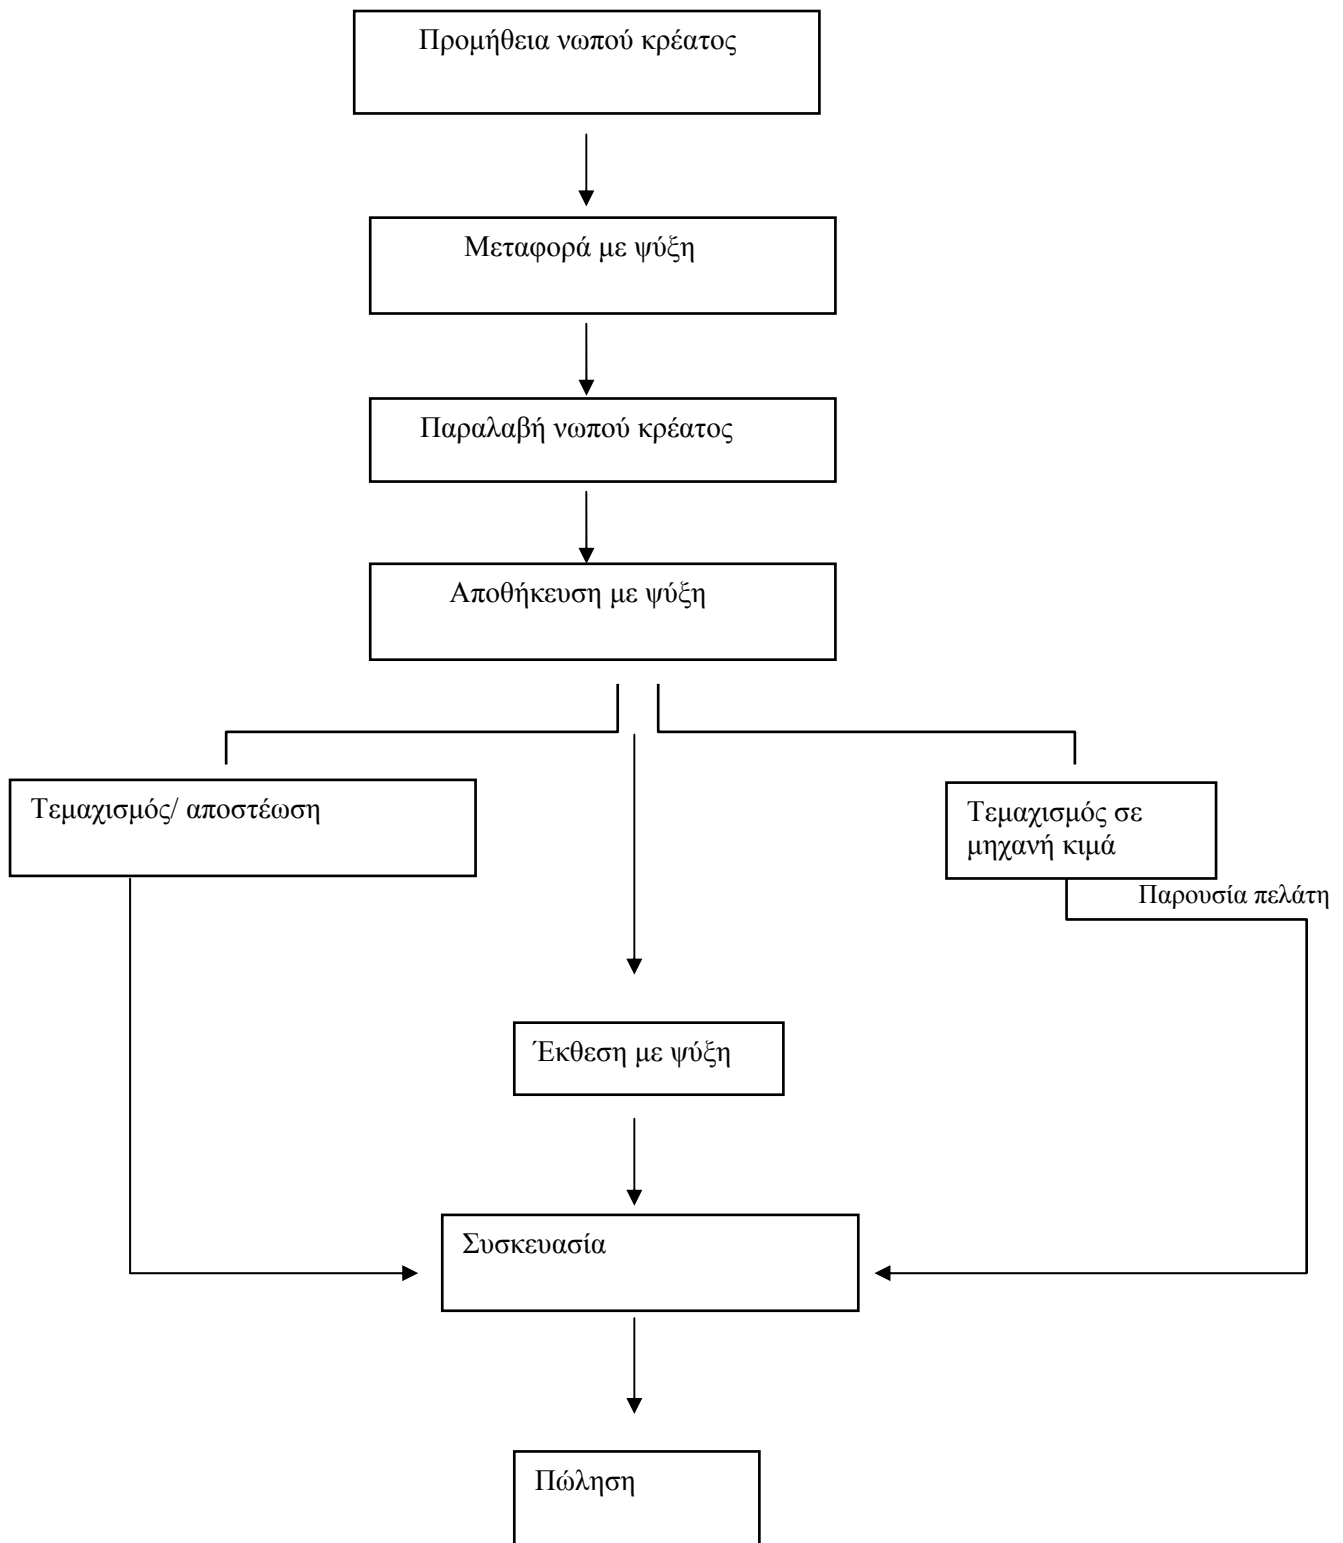 Προμήθεια νωπού κρέατος
Μεταφορά με ψύξη
Παραλαβή νωπού κρέατος
Αποθήκευση με ψύξη
Τεμαχισμός/ αποστέωση
Τεμαχισμός σε
μηχανή κιμά
Παρουσία πελάτη
Έκθεση με ψύξη
Συσκευασία
Πώληση